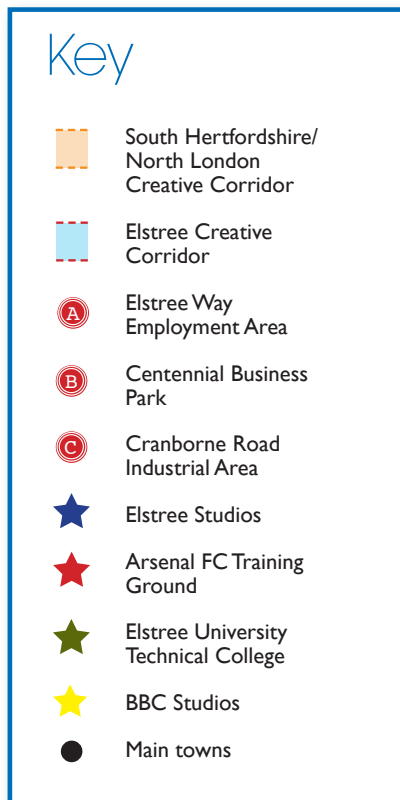 Key
South Hertfordshire/
North London
Creative Corridor
Elstree Creative
Corridor
A
Elstree Way
Employment Area
B
Centennial Business
Park
C
Cranborne Road
Industrial Area
Elstree Studios
Arsenal FC Training
Ground
Elstree University
Technical College
BBC Studios
Main towns